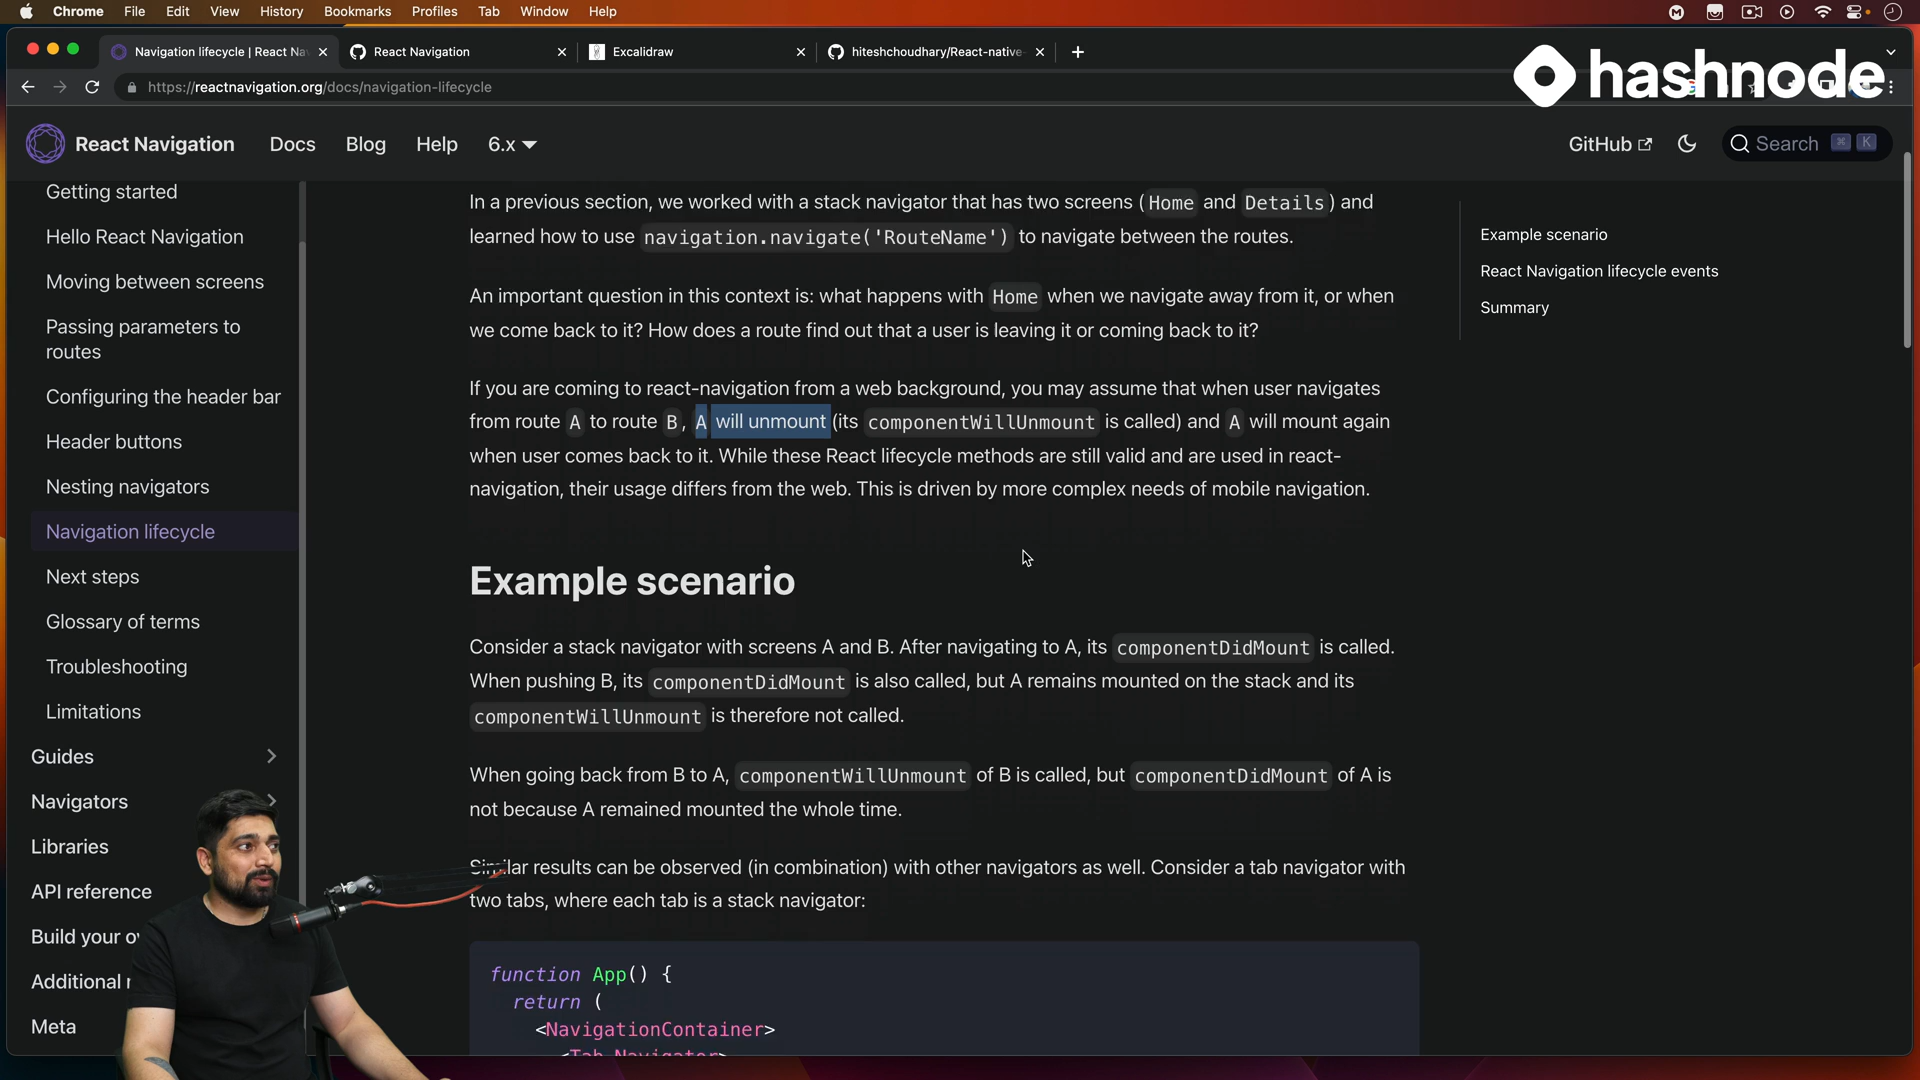 Chrome File Edit View History Bookmarks Profiles Tab Window Help
Navigation lifecycle | React Na
React Navigation
Excalidraw
hiteshchoudhary/React-native-
https://reactnavigation.org/docs/navigation-lifecycle
hashnode
React Navigation Docs Blog Help 6.x
GitHub Search ⌘ K
Getting started
Hello React Navigation
Moving between screens
Passing parameters to
routes
Configuring the header bar
Header buttons
Nesting navigators
Navigation lifecycle
Next steps
Glossary of terms
Troubleshooting
Limitations
Guides
Navigators
Libraries
API reference
Build your
Additional
Meta
In a previous section, we worked with a stack navigator that has two screens ( Home and Details ) and
learned how to use navigation.navigate('RouteName') to navigate between the routes.
An important question in this context is: what happens with Home when we navigate away from it, or when
we come back to it? How does a route find out that a user is leaving it or coming back to it?
If you are coming to react-navigation from a web background, you may assume that when user navigates
from route A to route B, A will unmount (its componentWillUnmount is called) and A will mount again
when user comes back to it. While these React lifecycle methods are still valid and are used in react-
navigation, their usage differs from the web. This is driven by more complex needs of mobile navigation.
Example scenario
Consider a stack navigator with screens A and B. After navigating to A, its componentDidMount is called.
When pushing B, its componentDidMount is also called, but A remains mounted on the stack and its
componentWillUnmount is therefore not called.
When going back from B to A, componentWillUnmount of B is called, but componentDidMount of A is
not because A remained mounted the whole time.
Similar results can be observed (in combination) with other navigators as well. Consider a tab navigator with
two tabs, where each tab is a stack navigator:
function App() {
return (
<NavigationContainer>
<Tab.Navigator>
Example scenario
React Navigation lifecycle events
Summary